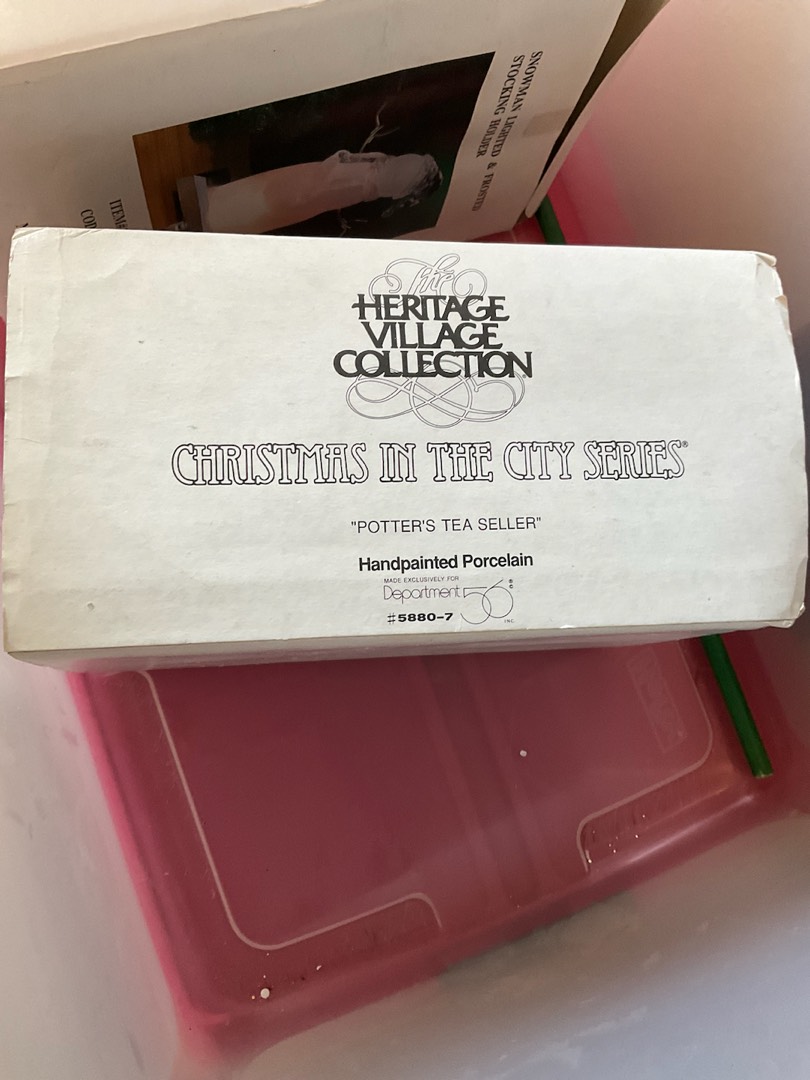 SNOWMAN LIGHTED & FROSTED
STOCKING HOLDER
ITEM#
The
HERITAGE
VILLAGE
COLLECTION
CHRISTMAS IN THE CITY SERIES®
"POTTER'S TEA SELLER"
Handpainted Porcelain
MADE EXCLUSIVELY FOR
Department 56 ®
©
INC.
#5880-7